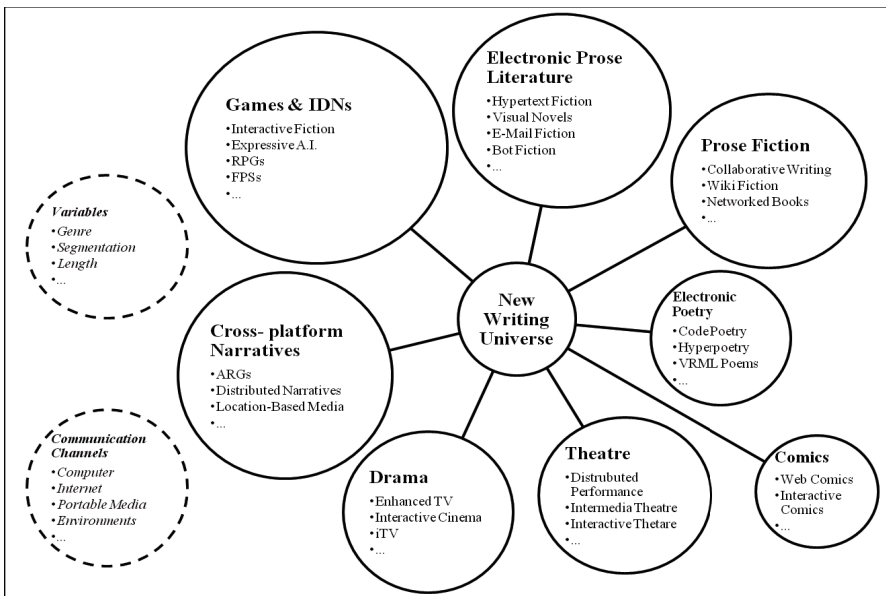 Games & IDNs
•Interactive Fiction
•Expressive A.I.
•RPGs
•FPSs
•...
Electronic Prose
Literature
•Hypertext Fiction
•Visual Novels
•E-Mail Fiction
•Bot Fiction
•...
Prose Fiction
•Collaborative Writing
•Wiki Fiction
•Networked Books
•...
Variables
•Genre
•Segmentation
•Length
•...
New
Writing
Universe
Electronic
Poetry
•Code Poetry
•Hyperpoetry
•VRML Poems
•...
Cross- platform
Narratives
•ARGs
•Distributed Narratives
•Location-Based Media
•...
Communication
Channels
•Computer
•Internet
•Portable Media
•Environments
•...
Drama
•Enhanced TV
•Interactive Cinema
•iTV
•...
Theatre
•Distrubuted
Performance
•Intermedia Theatre
•Interactive Thetare
•...
Comics
•Web Comics
•Interactive
Comics
•...